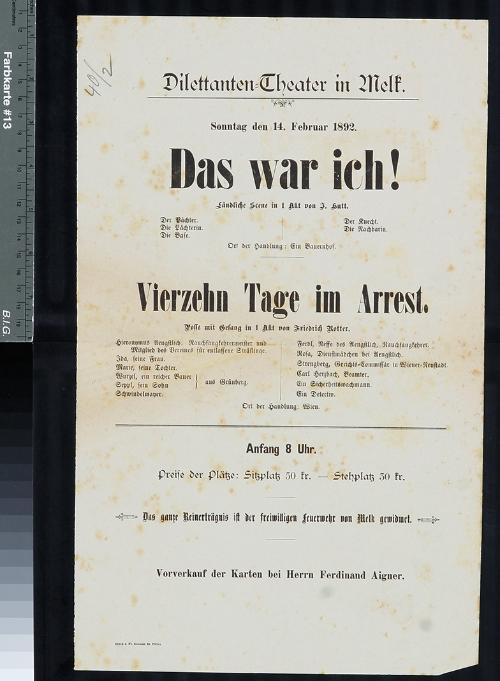 40/2
Dilettanten-Theater in Melk.
Sonntag den 14. Februar 1892.
Das war ich!
Ländliche Scene in 1 Akt von J. Hutt.
Der Pächter.
Die Lächterin.
Die Base.
Der Knecht.
Die Nachbarin.
Ort der Handlung: Ein Bauernhof.
Vierzehn Tage im Arrest.
Posse mit Gesang in 1 Akt von Friedrich Notter.
Hieronymus Aengstlich, Rauchfangkehrermeister und
Mitglied des Vereines für entlassene Sträflinge.
Ida, seine Frau.
Marie, seine Tochter.
Wurzel, ein reicher Bauer
Seppl, sein Sohn
aus Grünberg.
Schwindelmayer.
Ferdl, Neffe des Aengstlich, Rauchfangkehrer.
Rosa, Dienstmädchen bei Aengstlich.
Strengberg, Gerichts-Commissär in Wiener-Neustadt.
Carl Herzbach, Beamter.
Ein Sicherheitswachmann.
Ein Detectiv.
Ort der Handlung: Wien.
Anfang 8 Uhr.
Preise der Plätze: Sitzplatz 50 kr. — Stehplatz 30 kr.
Das ganze Reinerträgnis ist der freiwilligen Feuerwehr von Melk gewidmet.
Vorverkauf der Karten bei Herrn Ferdinand Aigner.
Farbkarte #13
B.I.G.